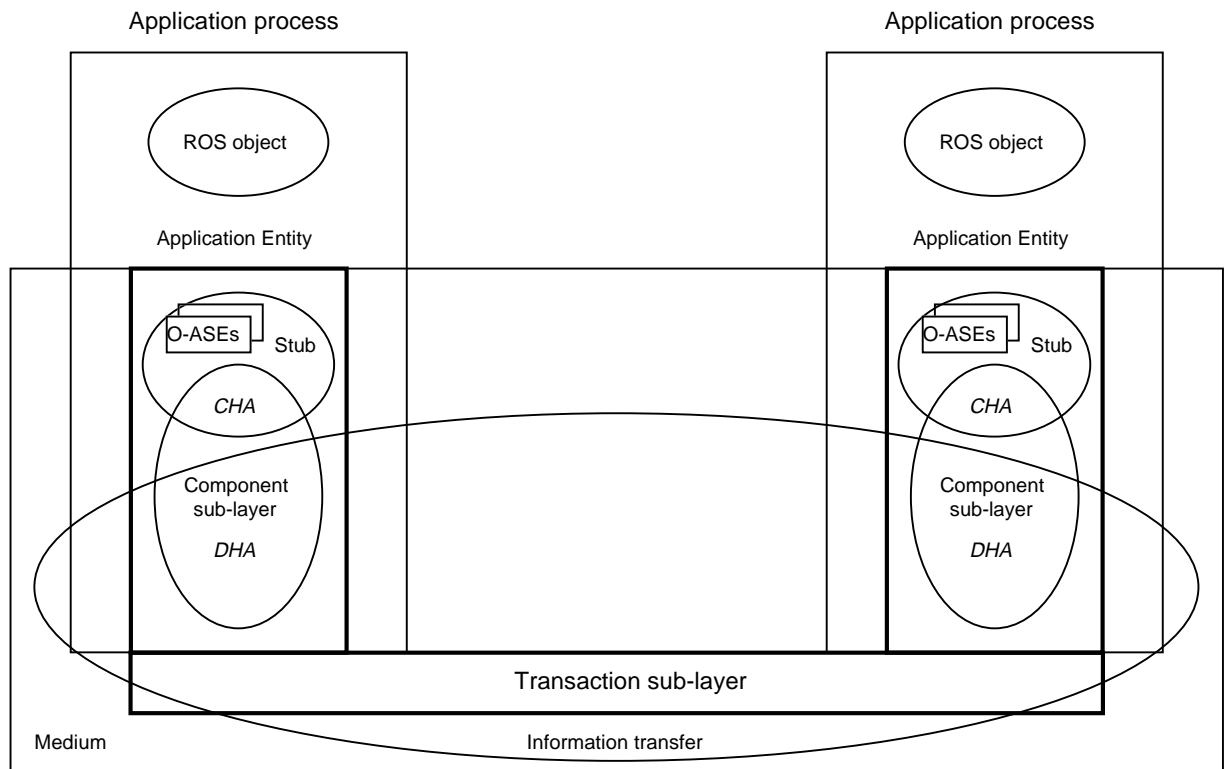 Application process
Application process
ROS object
ROS object
Application Entity
Application Entity
O-ASEs
Stub
O-ASEs
Stub
CHA
CHA
Component
sub-layer
Component
sub-layer
DHA
DHA
Transaction sub-layer
Medium
Information transfer